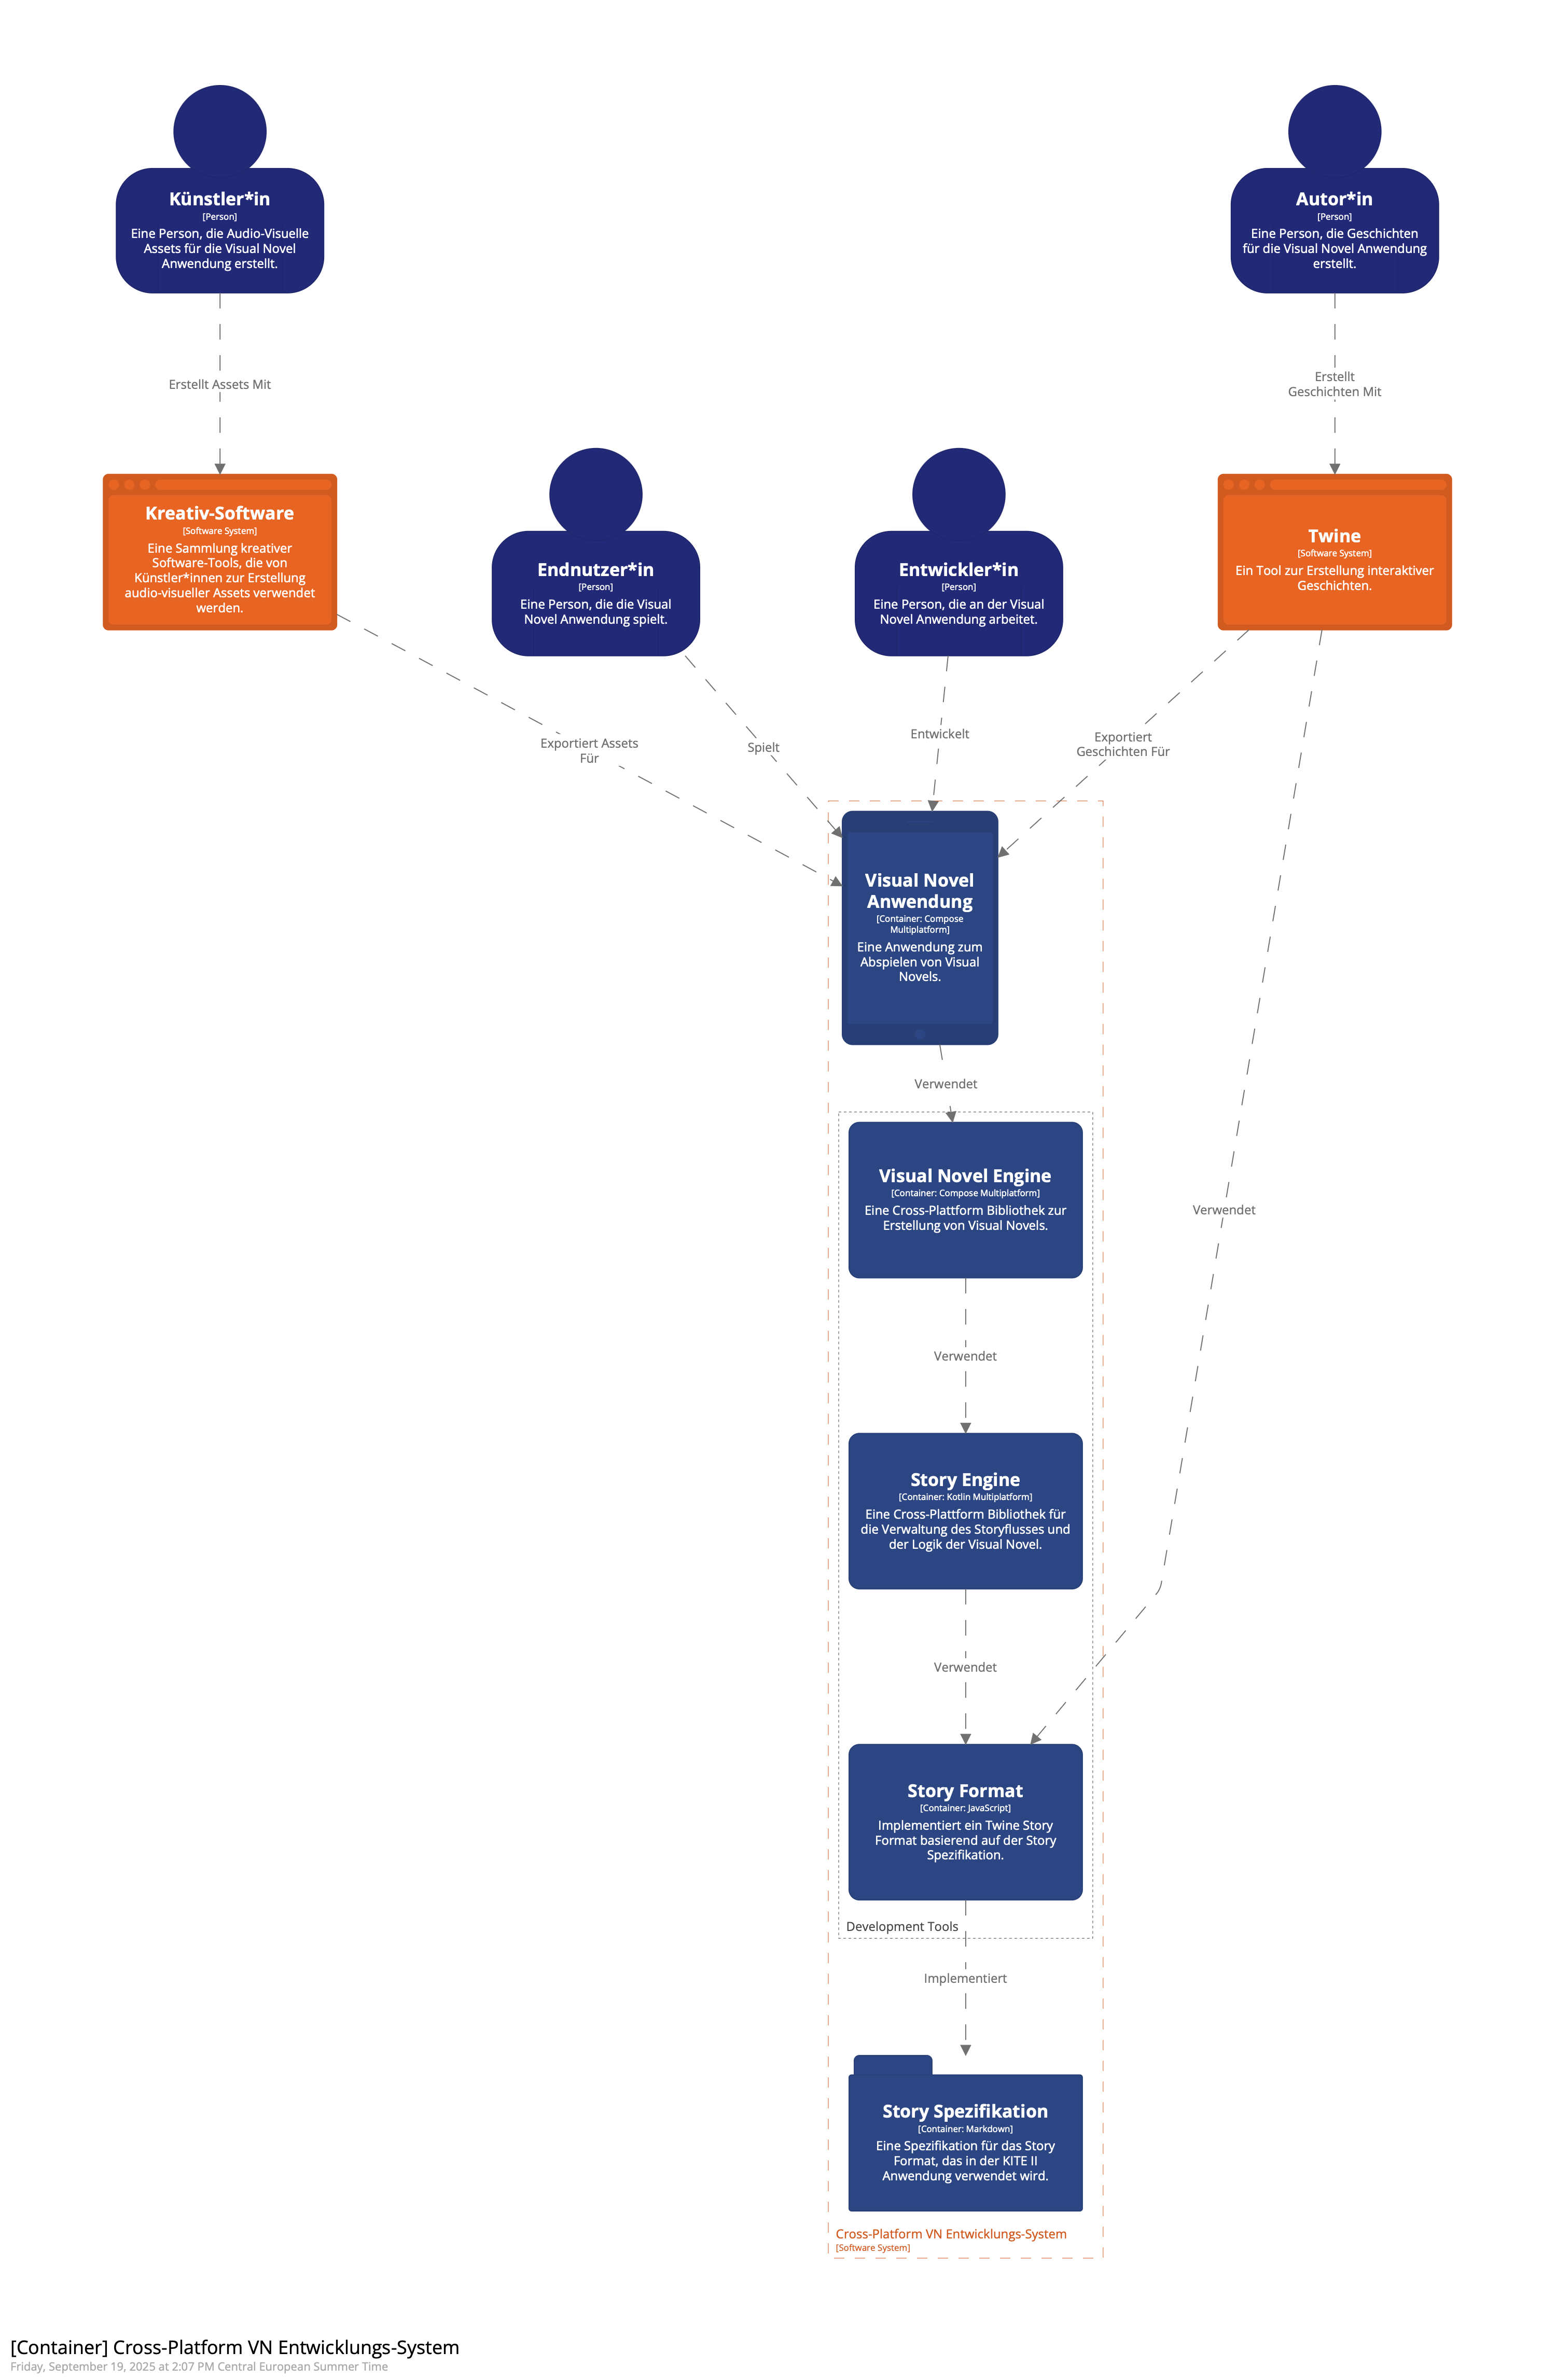 Künstler*in
[Person]
Eine Person, die Audio-Visuelle
Assets für die Visual Novel
Anwendung erstellt.
Autor*in
[Person]
Eine Person, die Geschichten
für die Visual Novel Anwendung
erstellt.
Erstellt Assets Mit
Erstellt
Geschichten Mit
Kreativ-Software
[Software System]
Eine Sammlung kreativer
Software-Tools, die von
Künstler*innen zur Erstellung
audio-visueller Assets verwendet
werden.
Endnutzer*in
[Person]
Eine Person, die die Visual
Novel Anwendung spielt.
Entwickler*in
[Person]
Eine Person, die an der Visual
Novel Anwendung arbeitet.
Twine
[Software System]
Ein Tool zur Erstellung interaktiver
Geschichten.
Exportiert Assets
Für
Spielt
Entwickelt
Exportiert
Geschichten Für
Visual Novel
Anwendung
[Container: Compose
Multiplatform]
Eine Anwendung zum
Abspielen von Visual
Novels.
Verwendet
Visual Novel Engine
[Container: Compose Multiplatform]
Eine Cross-Plattform Bibliothek zur
Erstellung von Visual Novels.
Verwendet
Verwendet
Story Engine
[Container: Kotlin Multiplatform]
Eine Cross-Plattform Bibliothek für
die Verwaltung des Storyflusses und
der Logik der Visual Novel.
Verwendet
Story Format
[Container: JavaScript]
Implementiert ein Twine Story
Format basierend auf der Story
Spezifikation.
Development Tools
Implementiert
Story Spezifikation
[Container: Markdown]
Eine Spezifikation für das Story
Format, das in der KITE II
Anwendung verwendet wird.
Cross-Platform VN Entwicklungs-System
[Software System]
[Container] Cross-Platform VN Entwicklungs-System
Friday, September 19, 2025 at 2:07 PM Central European Summer Time